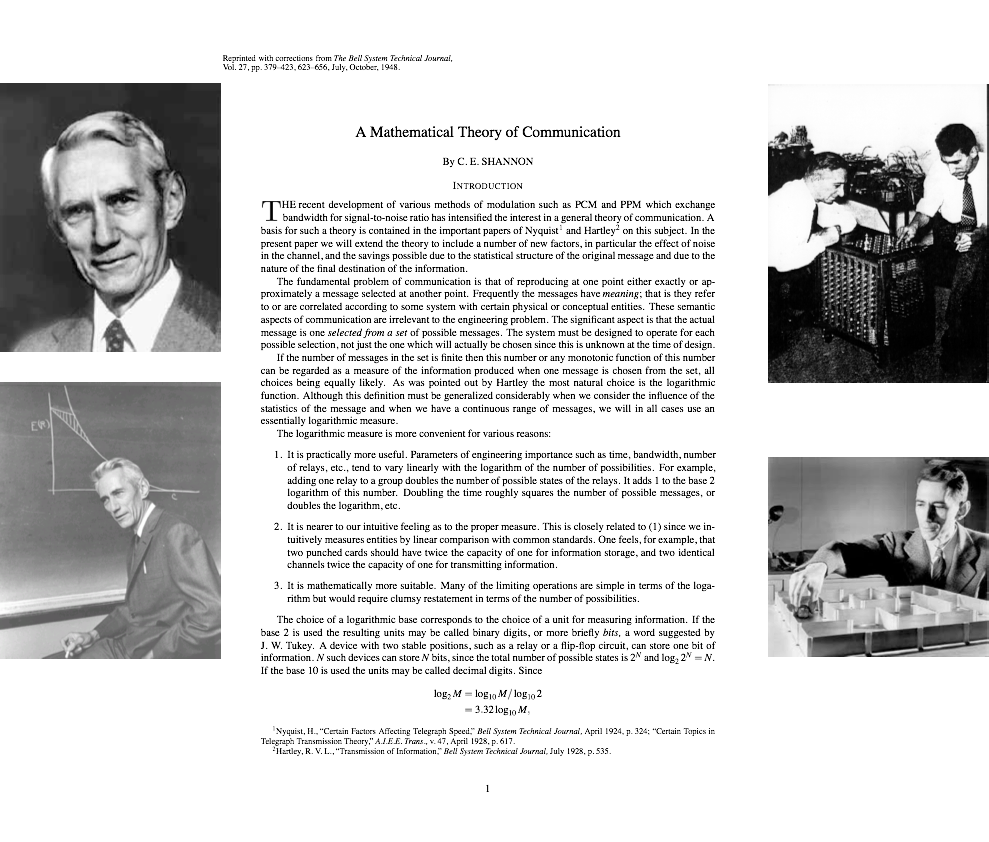 Reprinted with corrections from The Bell System Technical Journal,
Vol. 27, pp. 379–423, 623–656, July, October, 1948.
A Mathematical Theory of Communication
By C. E. SHANNON
INTRODUCTION
THE recent development of various methods of modulation such as PCM and PPM which exchange
bandwidth for signal-to-noise ratio has intensified the interest in a general theory of communication. A
basis for such a theory is contained in the important papers of Nyquist¹ and Hartley² on this subject. In the
present paper we will extend the theory to include a number of new factors, in particular the effect of noise
in the channel, and the savings possible due to the statistical structure of the original message and due to the
nature of the final destination of the information.
The fundamental problem of communication is that of reproducing at one point either exactly or ap-
proximately a message selected at another point. Frequently the messages have meaning; that is they refer
to or are correlated according to some system with certain physical or conceptual entities. These semantic
aspects of communication are irrelevant to the engineering problem. The significant aspect is that the actual
message is one selected from a set of possible messages. The system must be designed to operate for each
possible selection, not just the one which will actually be chosen since this is unknown at the time of design.
If the number of messages in the set is finite then this number or any monotonic function of this number
can be regarded as a measure of the information produced when one message is chosen from the set, all
choices being equally likely. As was pointed out by Hartley the most natural choice is the logarithmic
function. Although this definition must be generalized considerably when we consider the influence of the
statistics of the message and when we have a continuous range of messages, we will in all cases use an
essentially logarithmic measure.
The logarithmic measure is more convenient for various reasons:
1. It is practically more useful. Parameters of engineering importance such as time, bandwidth, number
of relays, etc., tend to vary linearly with the logarithm of the number of possibilities. For example,
adding one relay to a group doubles the number of possible states of the relays. It adds 1 to the base 2
logarithm of this number. Doubling the time roughly squares the number of possible messages, or
doubles the logarithm, etc.
2. It is nearer to our intuitive feeling as to the proper measure. This is closely related to (1) since we in-
tuitively measures entities by linear comparison with common standards. One feels, for example, that
two punched cards should have twice the capacity of one for information storage, and two identical
channels twice the capacity of one for transmitting information.
3. It is mathematically more suitable. Many of the limiting operations are simple in terms of the loga-
rithm but would require clumsy restatement in terms of the number of possibilities.
The choice of a logarithmic base corresponds to the choice of a unit for measuring information. If the
base 2 is used the resulting units may be called binary digits, or more briefly bits, a word suggested by
J. W. Tukey. A device with two stable positions, such as a relay or a flip-flop circuit, can store one bit of
information. N such devices can store N bits, since the total number of possible states is 2^N and log₂ 2^N = N.
If the base 10 is used the units may be called decimal digits. Since
log₂ M = log₁₀ M / log₁₀ 2
= 3.32 log₁₀ M,
¹Nyquist, H., “Certain Factors Affecting Telegraph Speed,” Bell System Technical Journal, April 1924, p. 324; “Certain Topics in
Telegraph Transmission Theory,” A.I.E.E. Trans., v. 47, April 1928, p. 617.
²Hartley, R. V. L., “Transmission of Information,” Bell System Technical Journal, July 1928, p. 535.
1